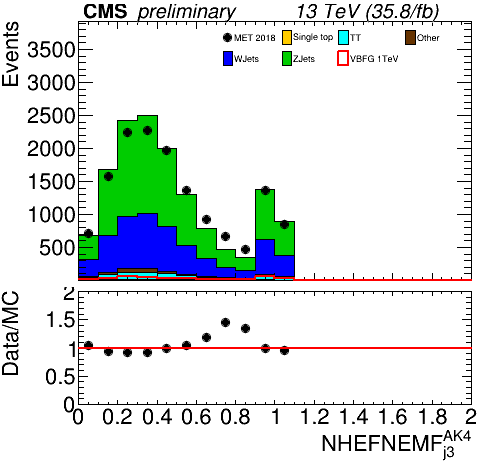 CMS preliminary 13 TeV (35.8/fb)
Events
MET 2018 Single top TT Other
WJets ZJets VBFG 1TeV
3500
3000
2500
2000
1500
1000
500
Data/MC
2
1.5
1
0.5
0
0 0.2 0.4 0.6 0.8 1 1.2 1.4 1.6 1.8 2
NHEFNEMF^{AK4}_{j3}